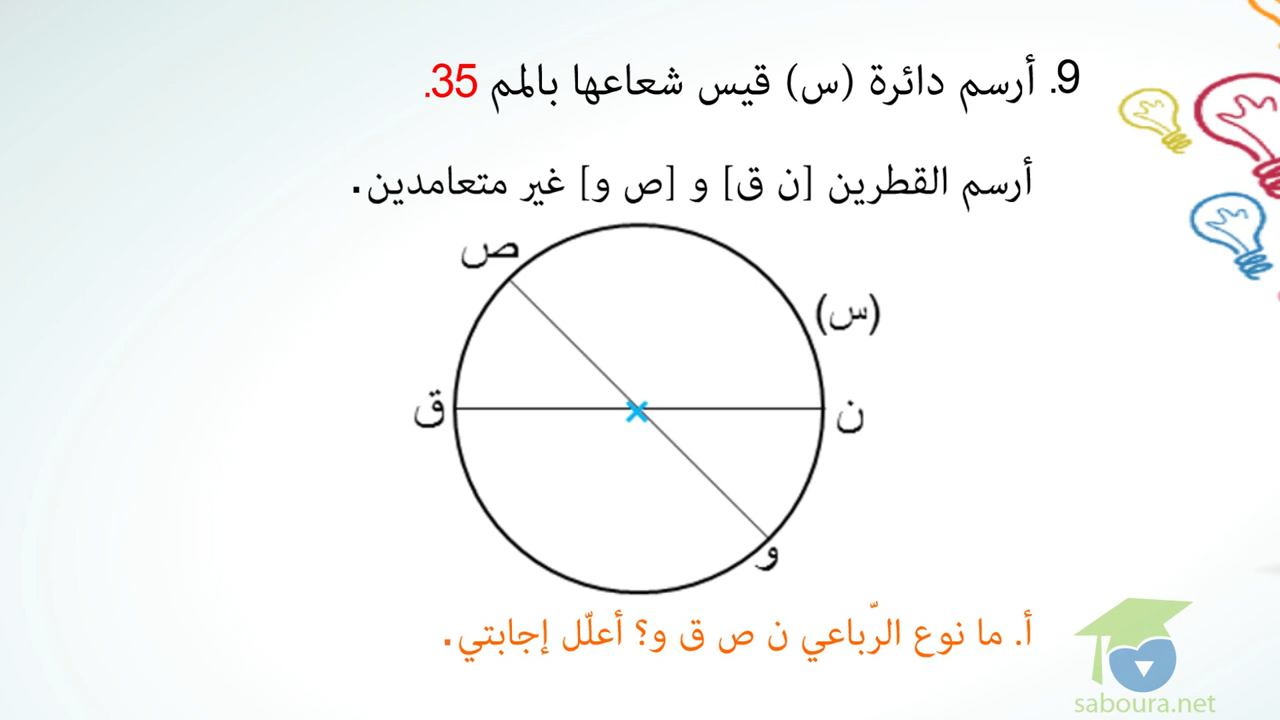 9. أرسم دائرة (س) قيس شعاعها بالمم 35.
أرسم القطرين [ن ق] و [ص و] غير متعامدين.
ص
(س)
ق
ن
و
أ. ما نوع الرّباعي ن ص ق و؟ أعلّل إجابتي.
saboura.net